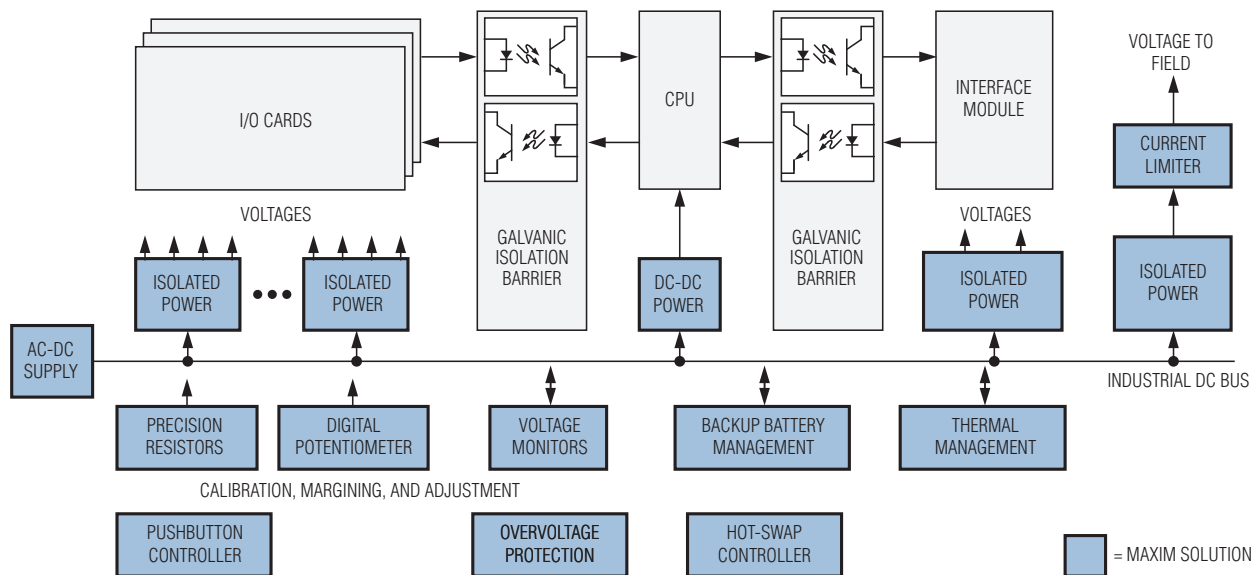 I/O CARDS
CPU
INTERFACE
MODULE
VOLTAGE TO
FIELD
CURRENT
LIMITER
VOLTAGES
GALVANIC
ISOLATION
BARRIER
GALVANIC
ISOLATION
BARRIER
VOLTAGES
ISOLATED
POWER
ISOLATED
POWER
DC-DC
POWER
ISOLATED
POWER
ISOLATED
POWER
AC-DC
SUPPLY
INDUSTRIAL DC BUS
PRECISION
RESISTORS
DIGITAL
POTENTIOMETER
VOLTAGE
MONITORS
BACKUP BATTERY
MANAGEMENT
THERMAL
MANAGEMENT
CALIBRATION, MARGINING, AND ADJUSTMENT
PUSHBUTTON
CONTROLLER
OVERVOLTAGE
PROTECTION
HOT-SWAP
CONTROLLER
= MAXIM SOLUTION